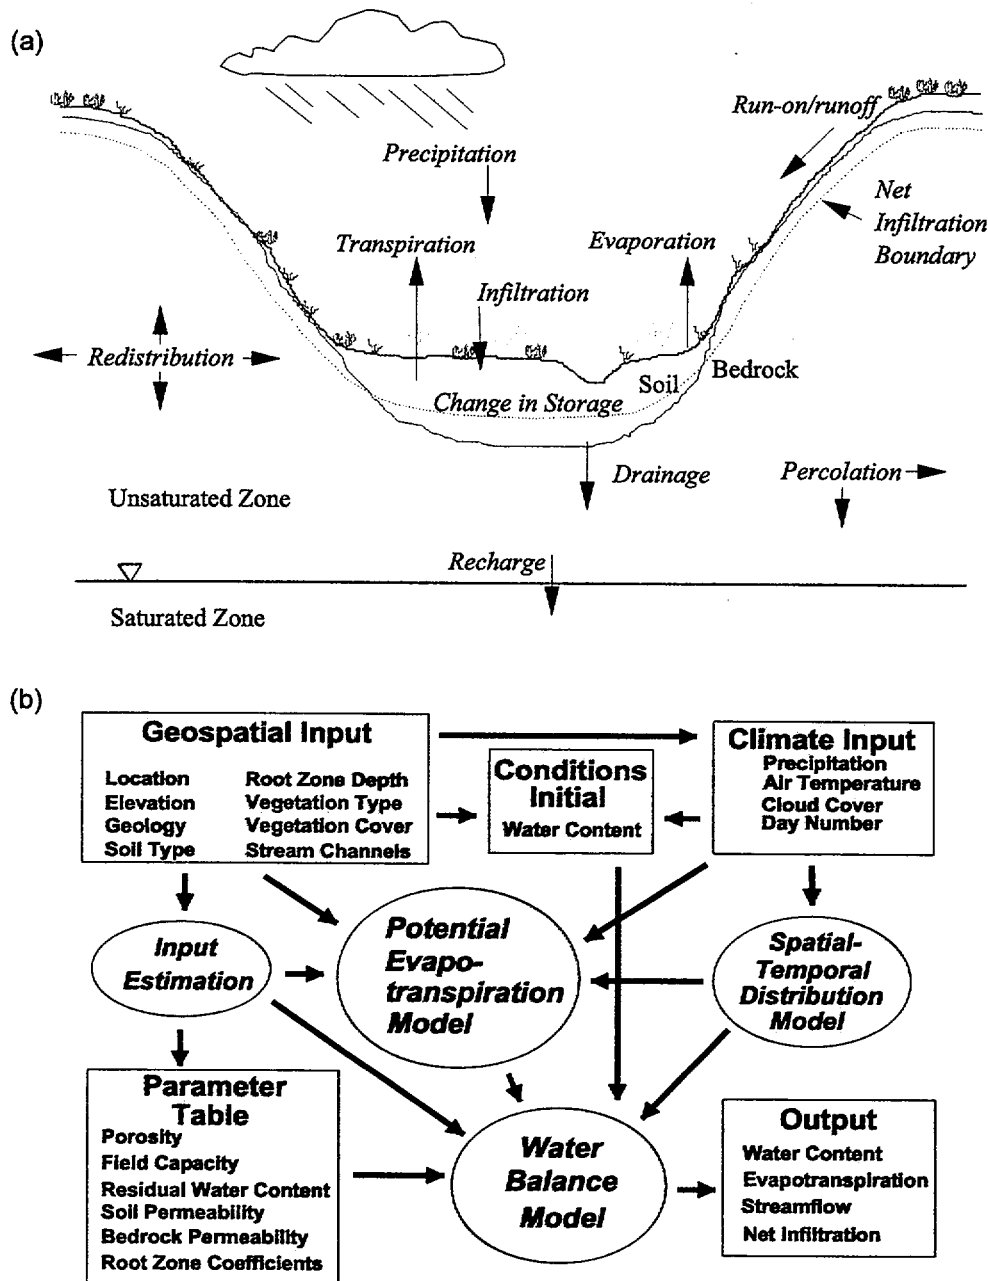 (a)
Run-on/runoff
Precipitation
Net
Infiltration
Boundary
Transpiration
Evaporation
Infiltration
Redistribution
Soil
Bedrock
Change in Storage
Drainage
Percolation
Unsaturated Zone
Recharge
Saturated Zone
(b)
Geospatial Input
Location
Elevation
Geology
Soil Type
Root Zone Depth
Vegetation Type
Vegetation Cover
Stream Channels
Conditions
Initial
Water Content
Climate Input
Precipitation
Air Temperature
Cloud Cover
Day Number
Input
Estimation
Potential
Evapo-
transpiration
Model
Spatial-
Temporal
Distribution
Model
Parameter
Table
Porosity
Field Capacity
Residual Water Content
Soil Permeability
Bedrock Permeability
Root Zone Coefficients
Water
Balance
Model
Output
Water Content
Evapotranspiration
Streamflow
Net Infiltration